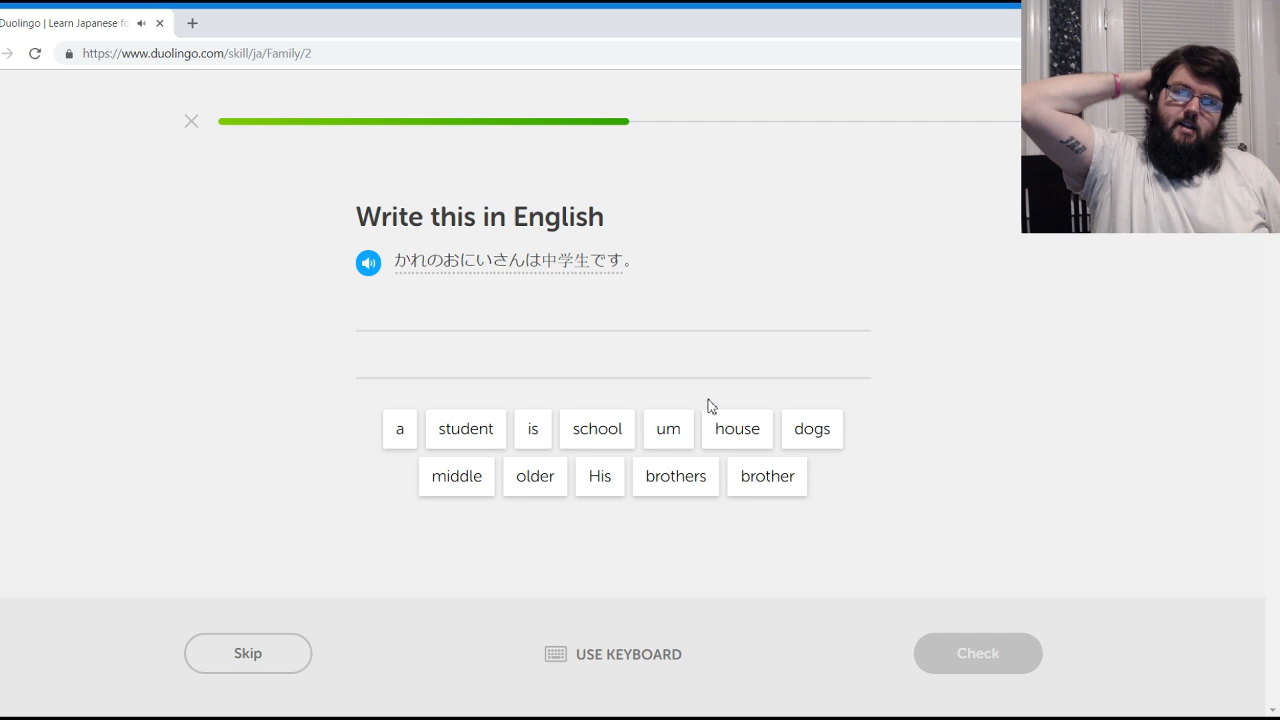 Duolingo | Learn Japanese fo
https://www.duolingo.com/skill/ja/Family/2
Write this in English
かれのおにいさんは中学生です。
a student is school um house dogs
middle older His brothers brother
Skip
USE KEYBOARD
Check